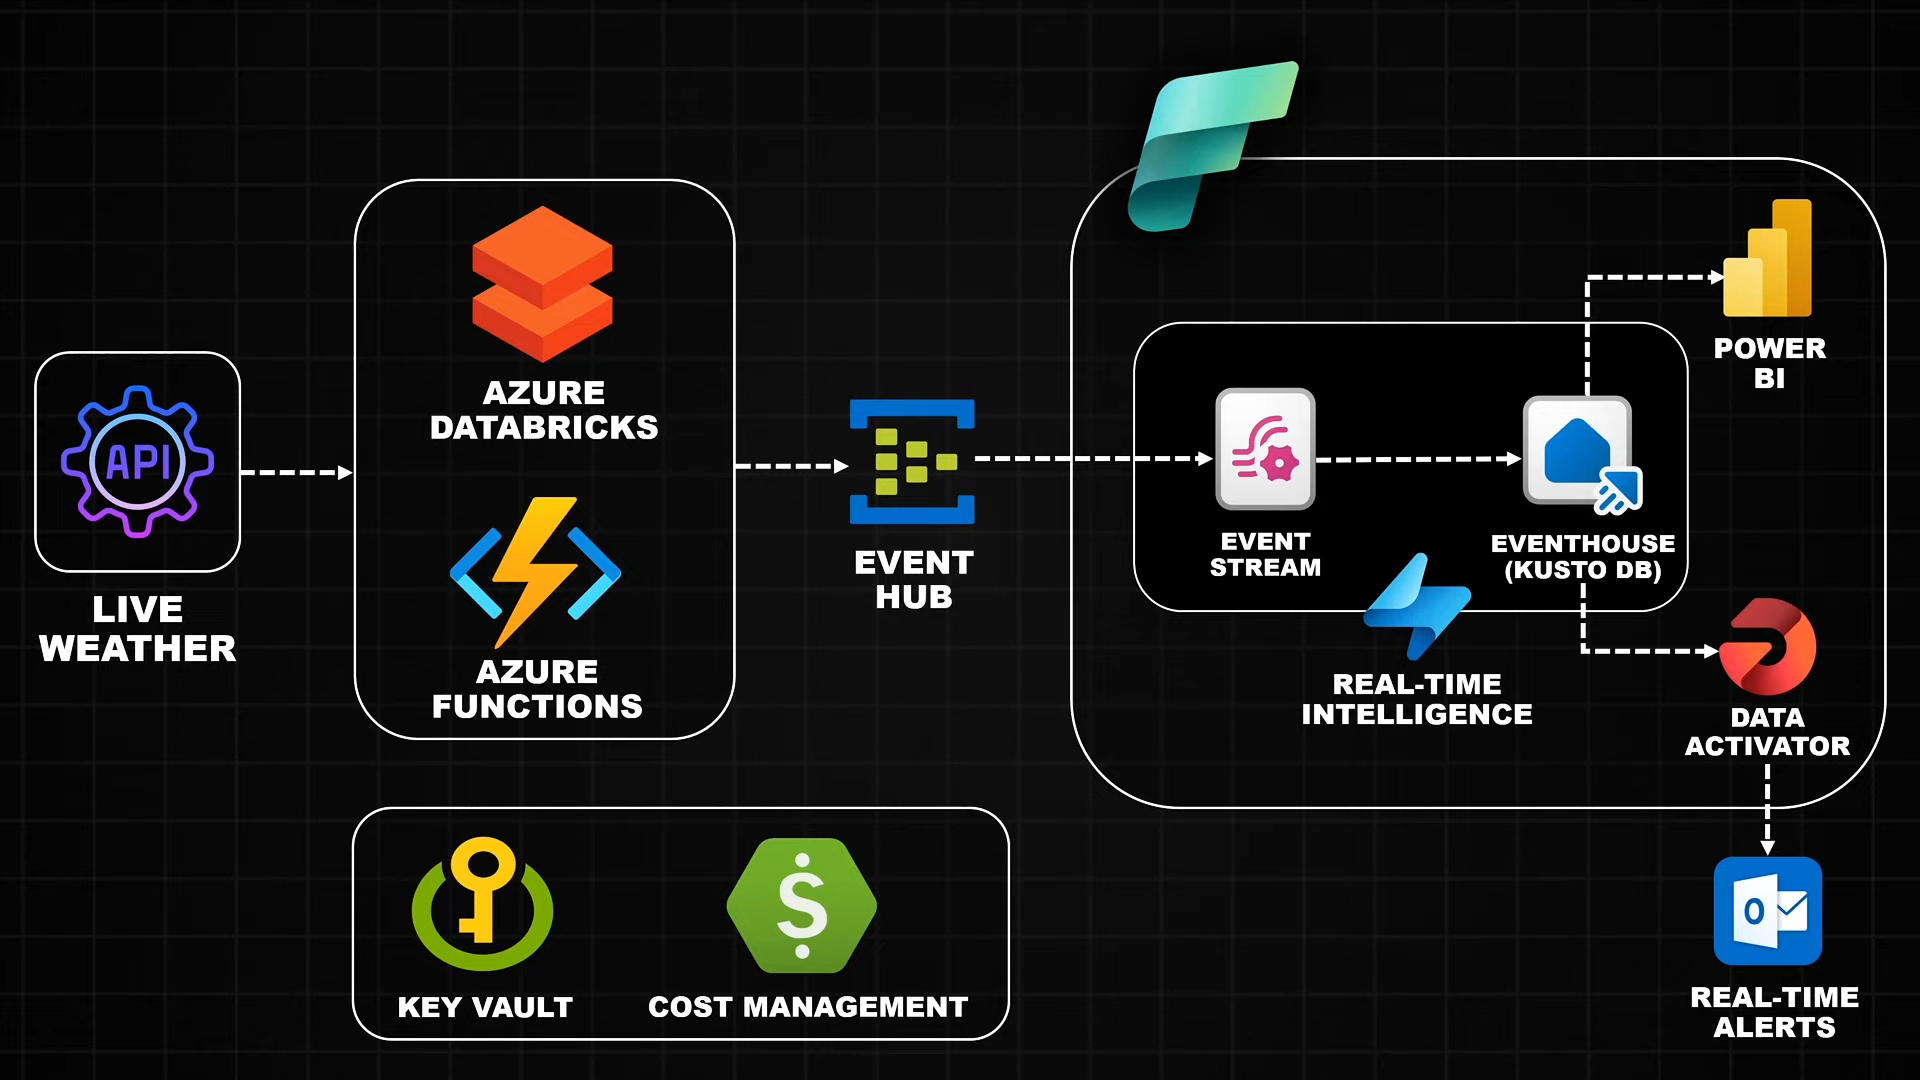 API
LIVE
WEATHER
AZURE
DATABRICKS
AZURE
FUNCTIONS
EVENT
HUB
EVENT
STREAM
EVENTHOUSE
(KUSTO DB)
REAL-TIME
INTELLIGENCE
POWER
BI
DATA
ACTIVATOR
KEY VAULT
$
COST MANAGEMENT
O
REAL-TIME
ALERTS